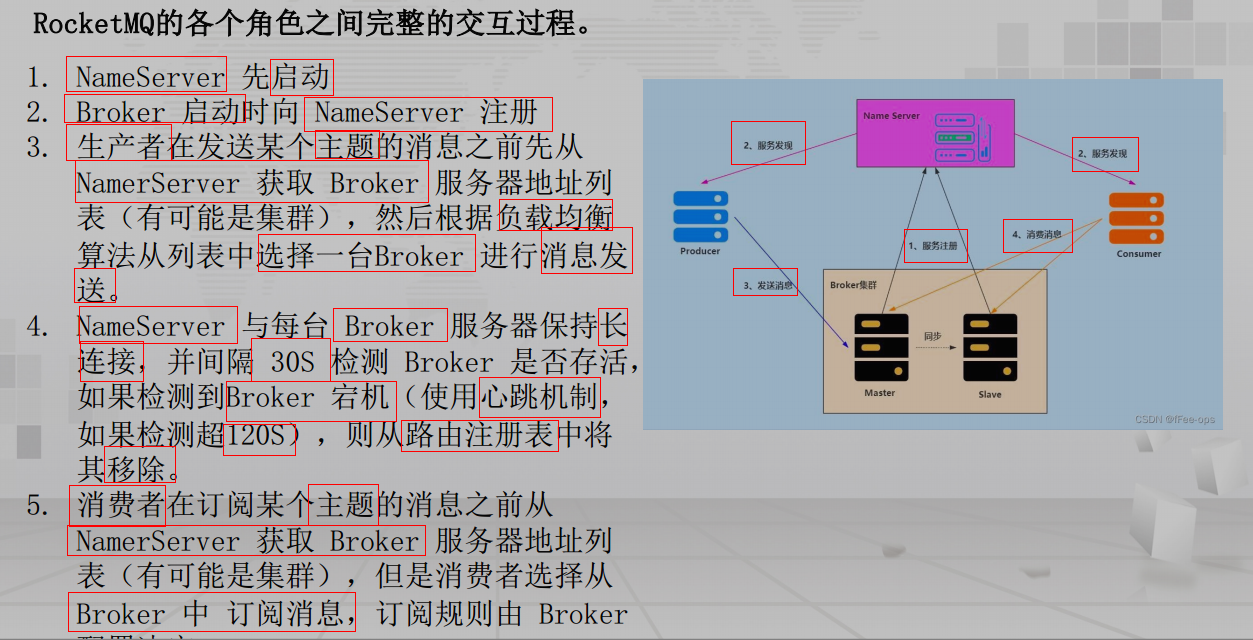 RocketMQ的各个角色之间完整的交互过程。
1. NameServer 先启动
2. Broker 启动时向 NameServer 注册
3. 生产者在发送某个主题的消息之前先从
NamerServer 获取 Broker 服务器地址列
表（有可能是集群），然后根据负载均衡
算法从列表中选择一台Broker 进行消息发
送。
4. NameServer 与每台 Broker 服务器保持长
连接，并间隔 30S 检测 Broker 是否存活，
如果检测到Broker 宕机（使用心跳机制，
如果检测超120S），则从路由注册表中将
其移除。
5. 消费者在订阅某个主题的消息之前从
NamerServer 获取 Broker 服务器地址列
表（有可能是集群），但是消费者选择从
Broker 中 订阅消息，订阅规则由 Broker
Name Server
2、服务发现
2、服务发现
Producer
1、服务注册
4、消费消息
Consumer
3、发送消息
Broker集群
同步
Master
Slave
CSDN @fFee-ops